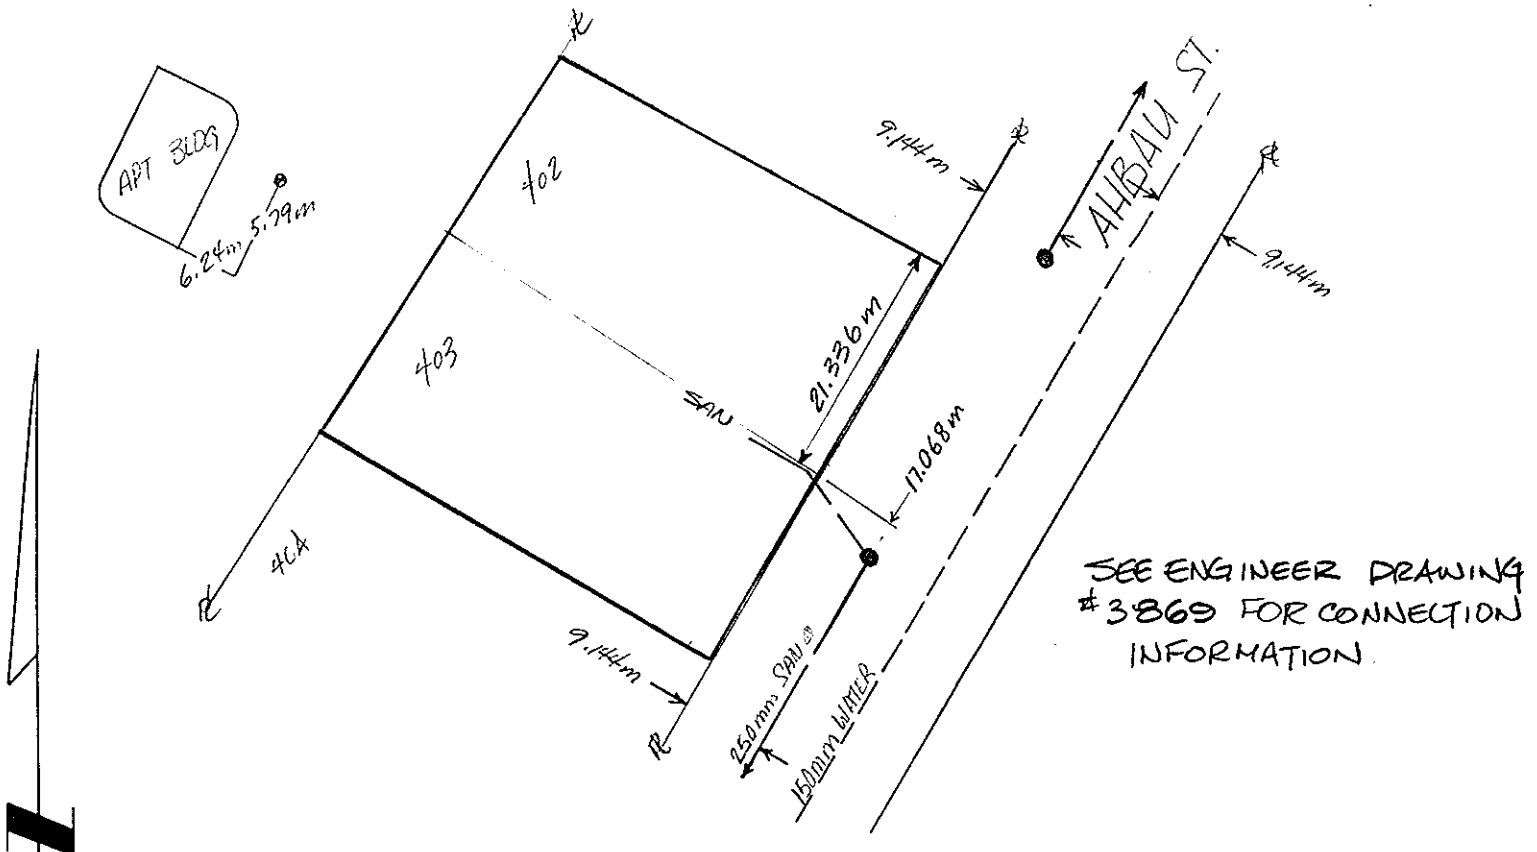 AHBAU ST.
9.144m
APT BLDG
402
5.79m
6.24m
9.144m
21.336m
403
SAN
17.068m
SEE ENGINEER DRAWING
#3869 FOR CONNECTION
INFORMATION.
9.144m
250mm SAN
150mm WATER